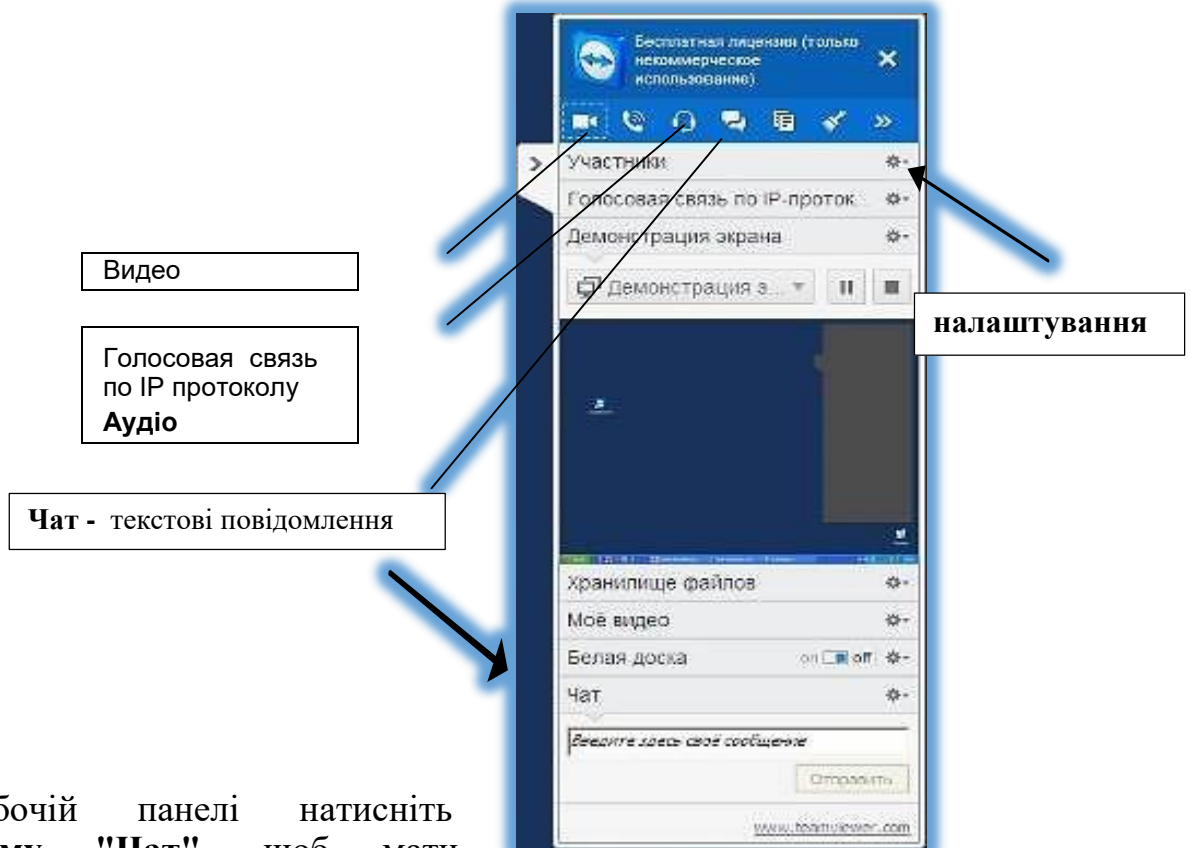 Бесплатная лицензия (только
некоммерческое
использование)
Участники
Голосовая связь по IP-проток.
Демонстрация экрана
Демонстрация э...
Видео
Голосовая связь
по IP протоколу
Аудіо
налаштування
Чат - текстові повідомлення
Хранилище файлов
Моё видео
Белая доска on off
Чат
Введите здесь своё сообщение
Отправить
www.teamviewer.com
бочій панелі натисніть
му "Чат" щоб мати